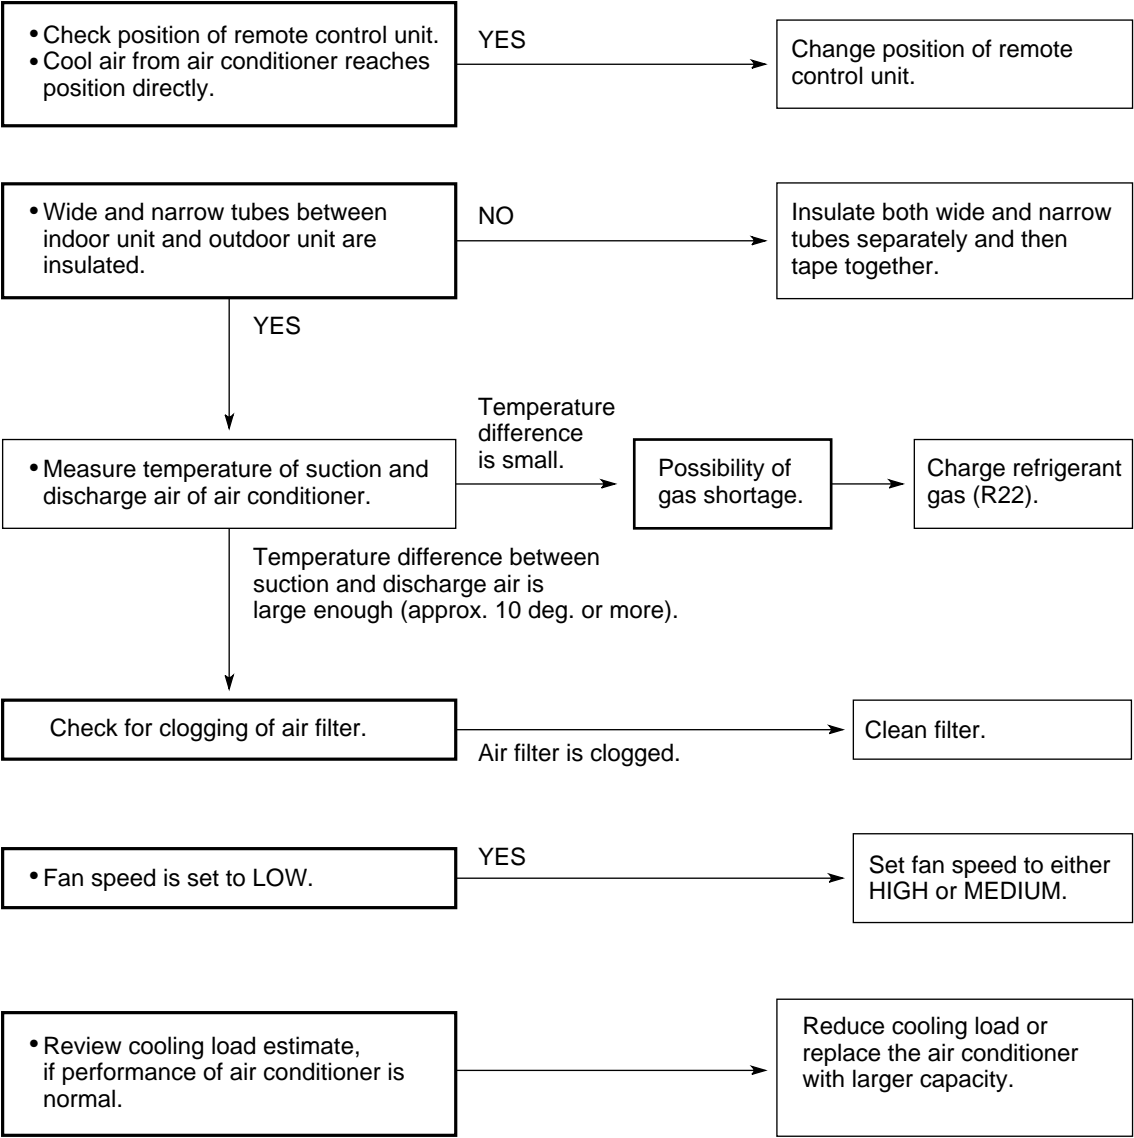 • Check position of remote control unit.
• Cool air from air conditioner reaches
position directly.
YES
Change position of remote
control unit.
• Wide and narrow tubes between
indoor unit and outdoor unit are
insulated.
NO
Insulate both wide and narrow
tubes separately and then
tape together.
YES
• Measure temperature of suction and
discharge air of air conditioner.
Temperature
difference
is small.
Possibility of
gas shortage.
Charge refrigerant
gas (R22).
Temperature difference between
suction and discharge air is
large enough (approx. 10 deg. or more).
Check for clogging of air filter.
Air filter is clogged.
Clean filter.
• Fan speed is set to LOW.
YES
Set fan speed to either
HIGH or MEDIUM.
• Review cooling load estimate,
if performance of air conditioner is
normal.
Reduce cooling load or
replace the air conditioner
with larger capacity.